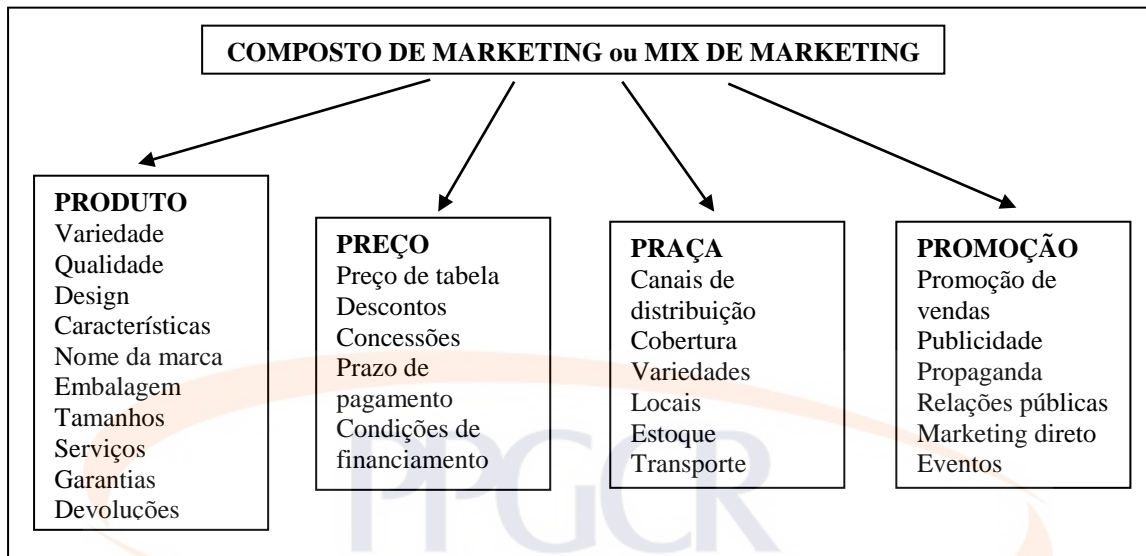 COMPOSTO DE MARKETING ou MIX DE MARKETING
PRODUTO
Variedade
Qualidade
Design
Características
Nome da marca
Embalagem
Tamanhos
Serviços
Garantias
Devoluções
PREÇO
Preço de tabela
Descontos
Concessões
Prazo de
pagamento
Condições de
financiamento
PRAÇA
Canais de
distribuição
Cobertura
Variedades
Locais
Estoque
Transporte
PROMOÇÃO
Promoção de
vendas
Publicidade
Propaganda
Relações públicas
Marketing direto
Eventos
PPGCR